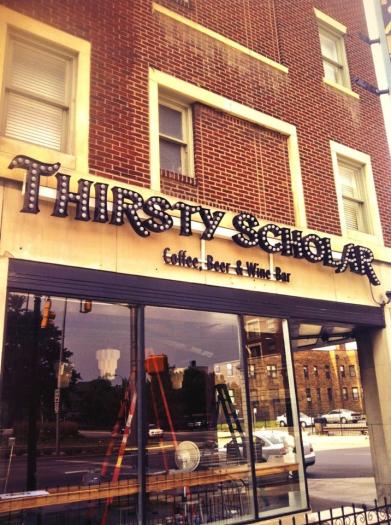 THIRSTY SCHOLAR
Coffee, Beer & Wine Bar